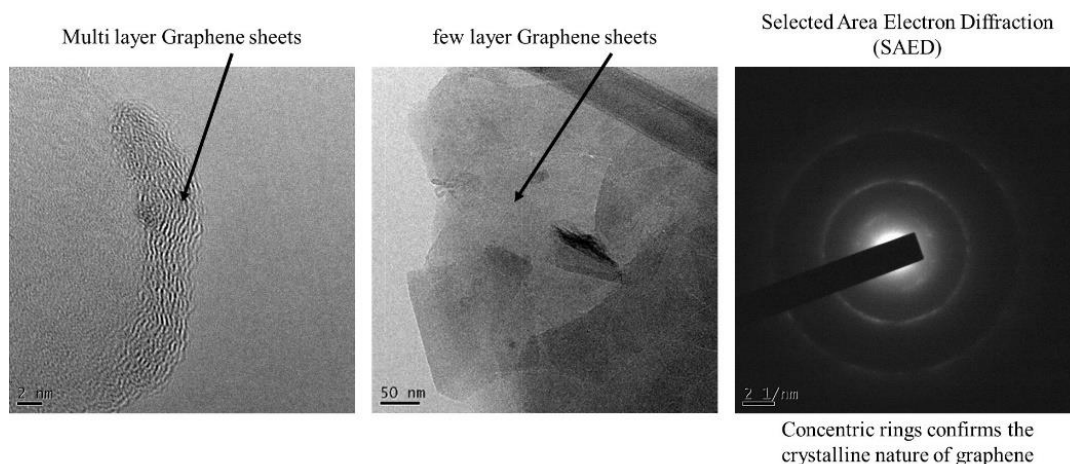 Multi layer Graphene sheets
few layer Graphene sheets
Selected Area Electron Diffraction
(SAED)
2 nm
50 nm
2 1/nm
Concentric rings confirms the
crystalline nature of graphene